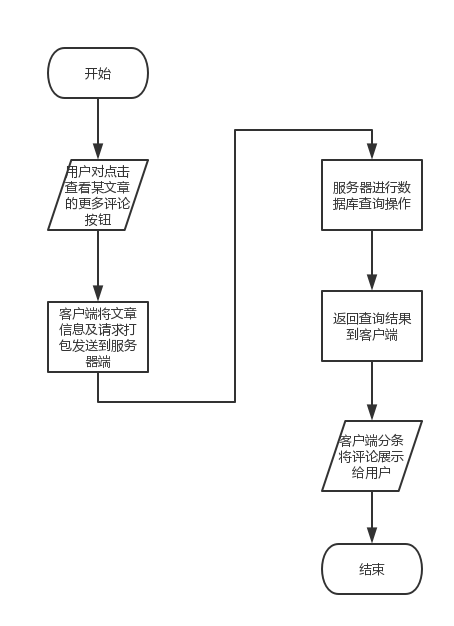 开始
用户对点击
查看某文章
的更多评论
按钮
客户端将文章
信息及请求打
包发送到服务
器端
服务器进行数
据库查询操作
返回查询结果
到客户端
客户端分条
将评论展示
给用户
结束